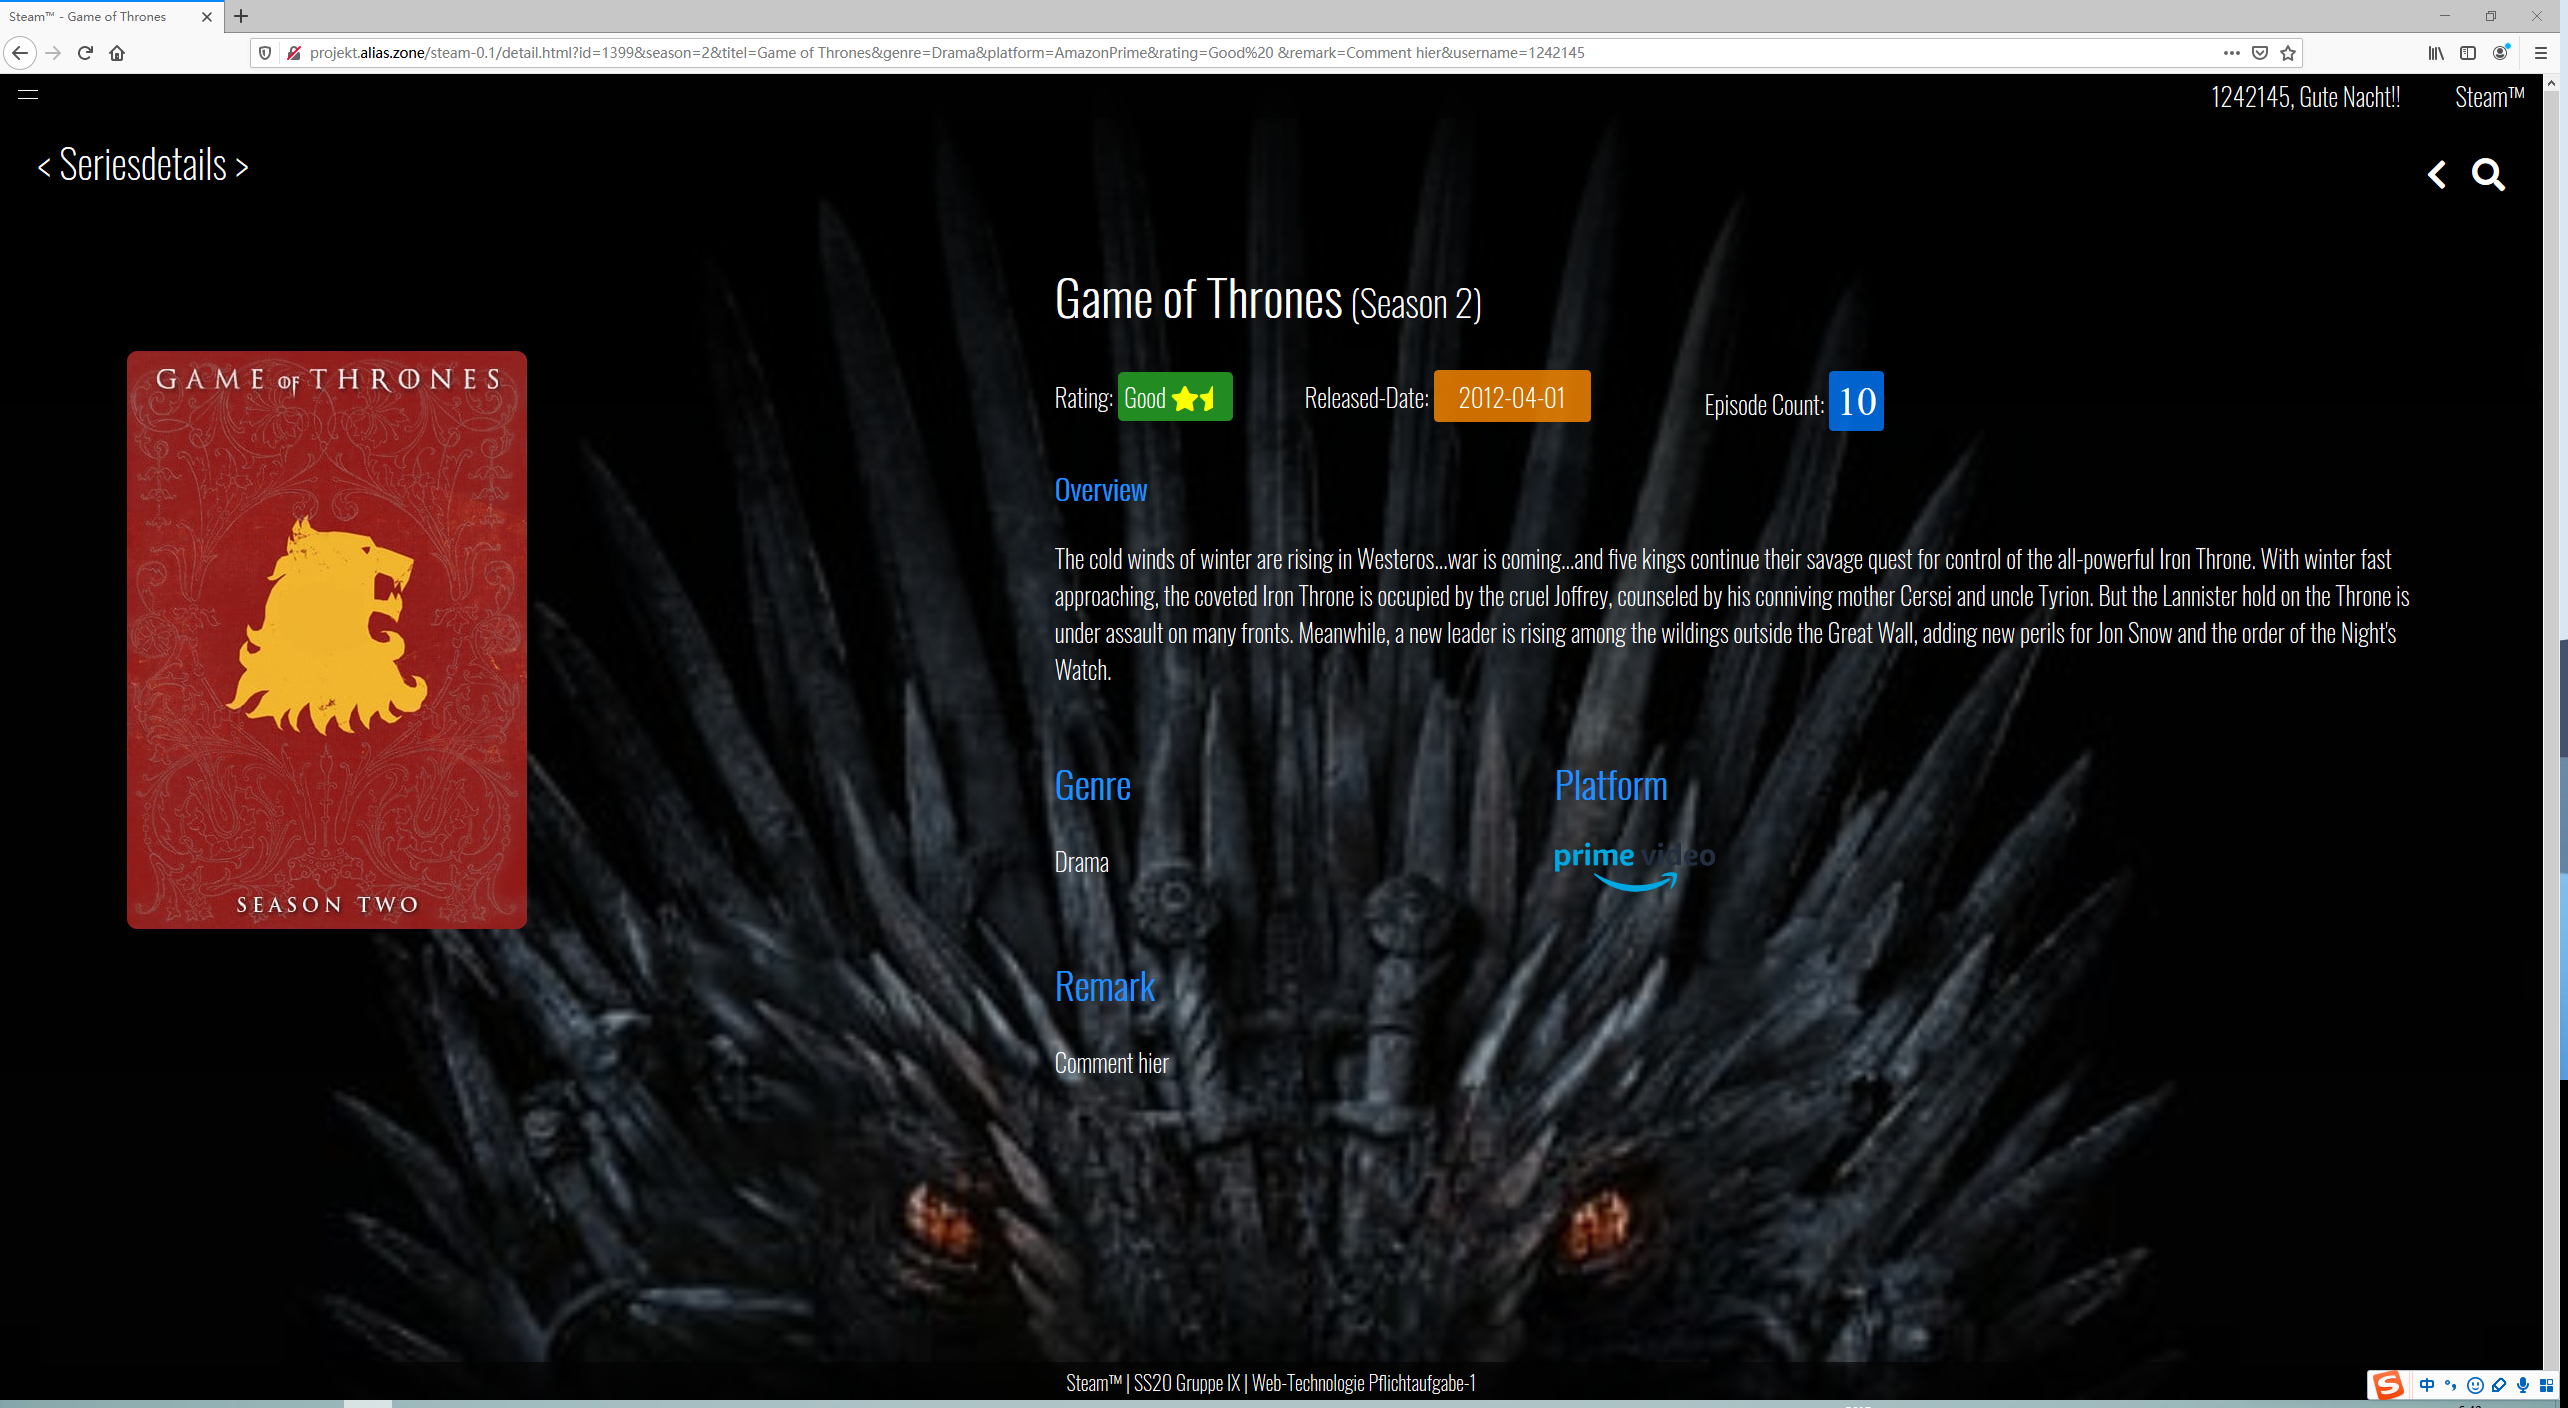 Steam™ - Game of Thrones
projekt.alias.zone/steam-0.1/detail.html?id=1399&season=2&titel=Game of Thrones&genre=Drama&platform=AmazonPrime&rating=Good%20 &remark=Comment hier&username=1242145
1242145, Gute Nacht!! Steam™
< Seriesdetails >
Game of Thrones (Season 2)
GAME OF THRONES
SEASON TWO
Rating: Good Released-Date: 2012-04-01 Episode Count: 10
Overview
The cold winds of winter are rising in Westeros...war is coming...and five kings continue their savage quest for control of the all-powerful Iron Throne. With winter fast
approaching, the coveted Iron Throne is occupied by the cruel Joffrey, counseled by his conniving mother Cersei and uncle Tyrion. But the Lannister hold on the Throne is
under assault on many fronts. Meanwhile, a new leader is rising among the wildings outside the Great Wall, adding new perils for Jon Snow and the order of the Night's
Watch.
Genre Platform
Drama prime video
Remark
Comment hier
Steam™ | SS20 Gruppe IX | Web-Technologie Pflichtaufgabe-1
S 中